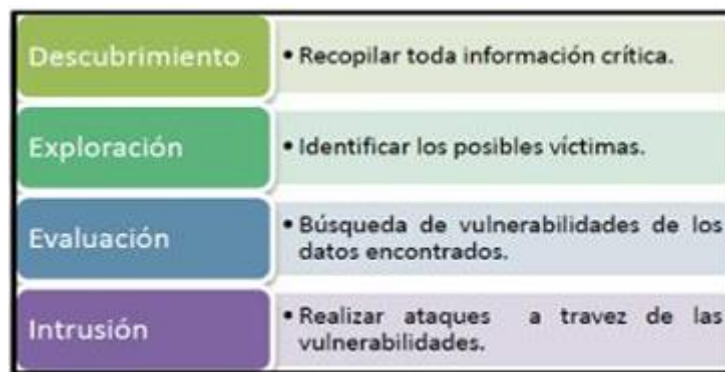 Descubrimiento
• Recopilar toda información crítica.
Exploración
• Identificar los posibles víctimas.
Evaluación
• Búsqueda de vulnerabilidades de los
datos encontrados.
Intrusión
• Realizar ataques a travez de las
vulnerabilidades.